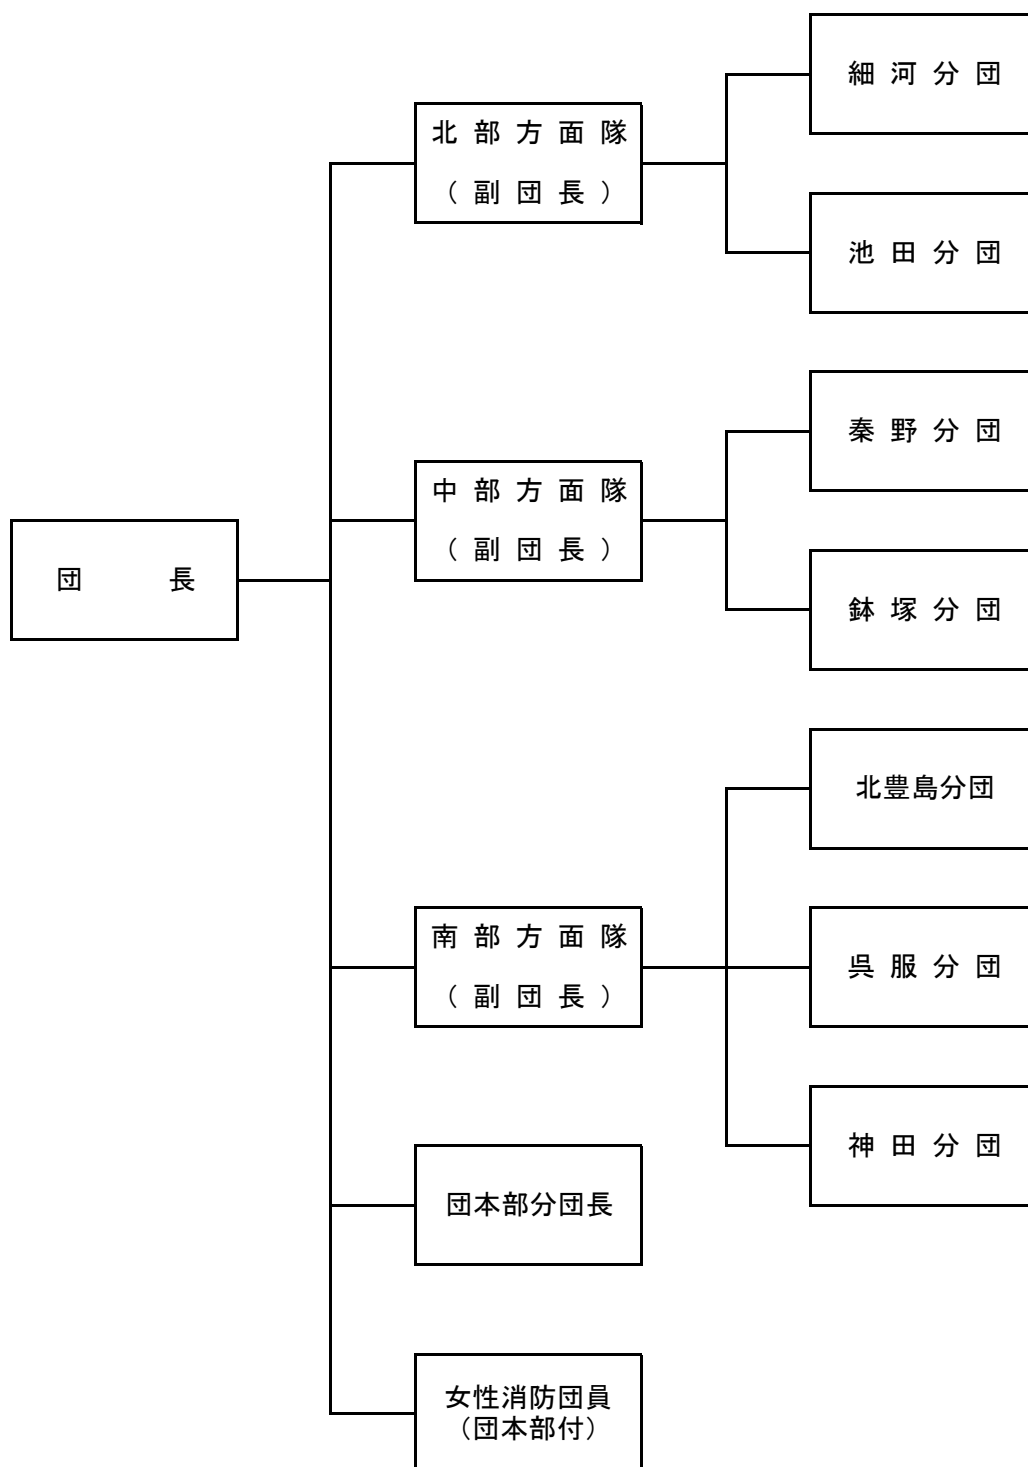 団長
北部方面隊
（副団長）
細河分団
池田分団
中部方面隊
（副団長）
秦野分団
鉢塚分団
南部方面隊
（副団長）
北豊島分団
呉服分団
神田分団
団本部分団長
女性消防団員
（団本部付）